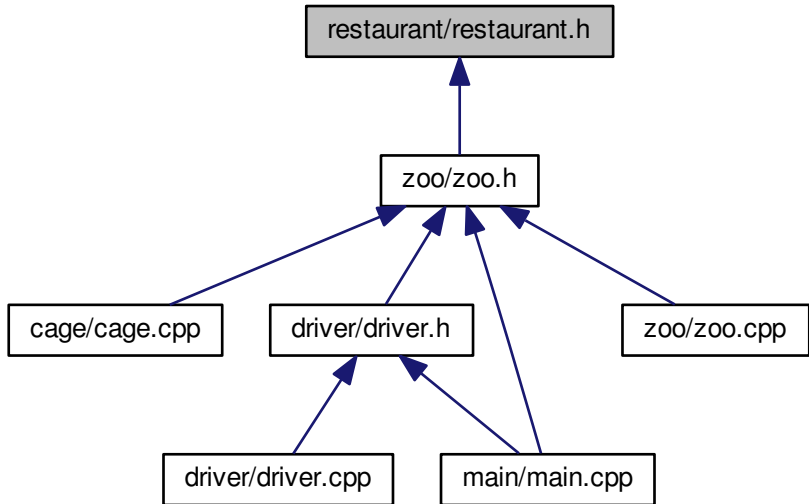 restaurant/restaurant.h
zoo/zoo.h
cage/cage.cpp
driver/driver.h
zoo/zoo.cpp
driver/driver.cpp
main/main.cpp